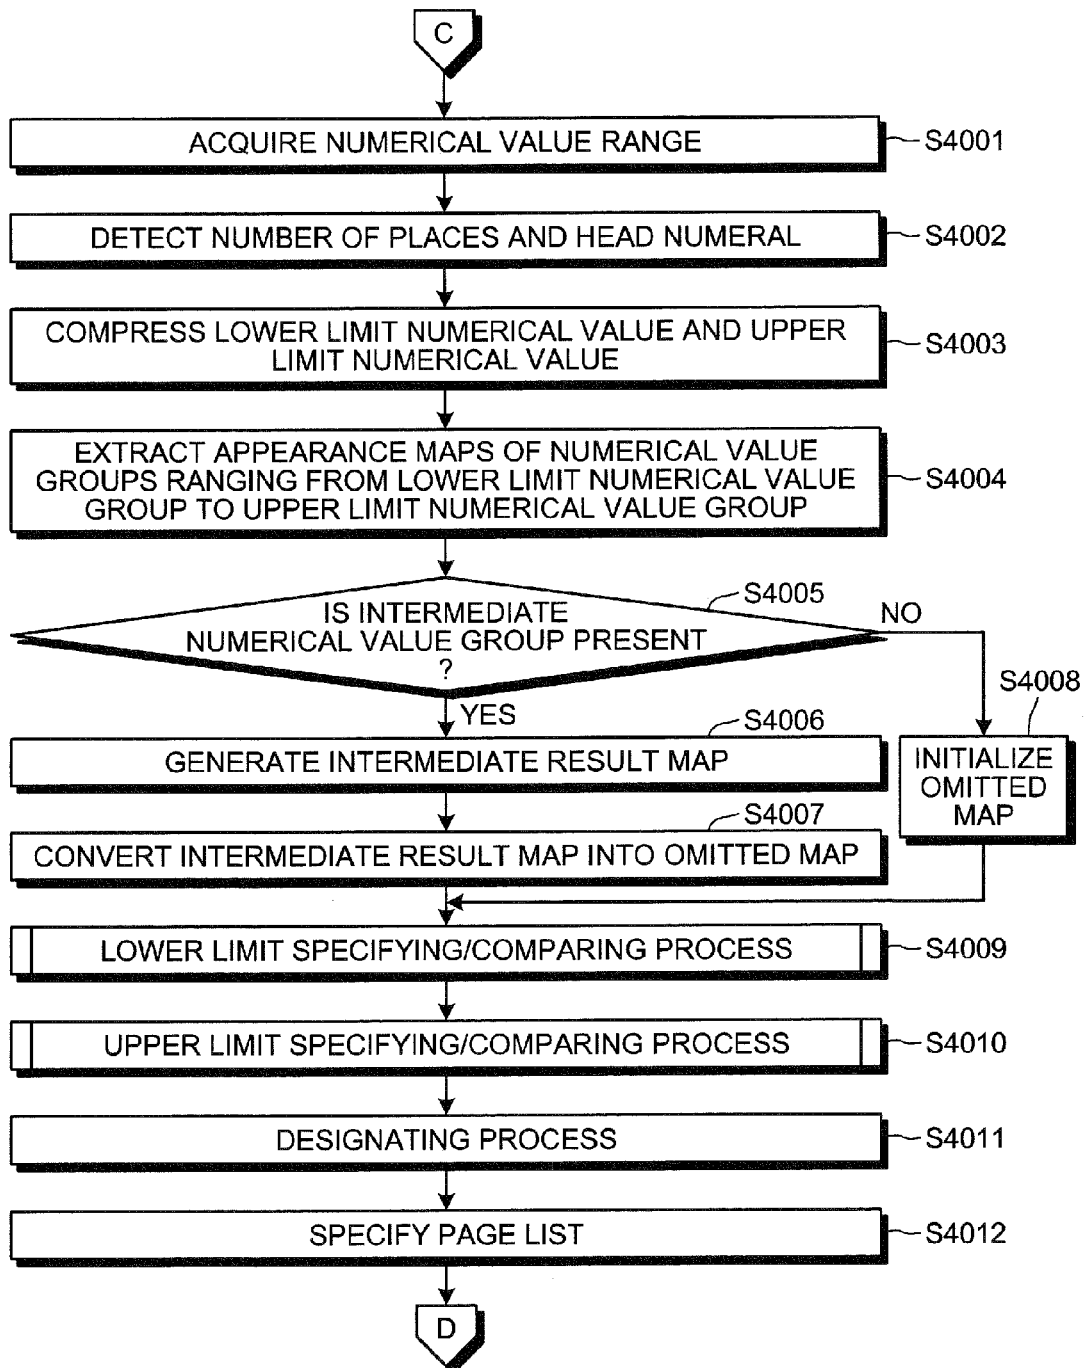 C
ACQUIRE NUMERICAL VALUE RANGE
S4001
DETECT NUMBER OF PLACES AND HEAD NUMERAL
S4002
COMPRESS LOWER LIMIT NUMERICAL VALUE AND UPPER
LIMIT NUMERICAL VALUE
S4003
EXTRACT APPEARANCE MAPS OF NUMERICAL VALUE
GROUPS RANGING FROM LOWER LIMIT NUMERICAL VALUE
GROUP TO UPPER LIMIT NUMERICAL VALUE GROUP
S4004
IS INTERMEDIATE
NUMERICAL VALUE GROUP PRESENT
?
S4005
NO
YES
S4006
GENERATE INTERMEDIATE RESULT MAP
S4008
INITIALIZE
OMITTED
MAP
S4007
CONVERT INTERMEDIATE RESULT MAP INTO OMITTED MAP
LOWER LIMIT SPECIFYING/COMPARING PROCESS
S4009
UPPER LIMIT SPECIFYING/COMPARING PROCESS
S4010
DESIGNATING PROCESS
S4011
SPECIFY PAGE LIST
S4012
D